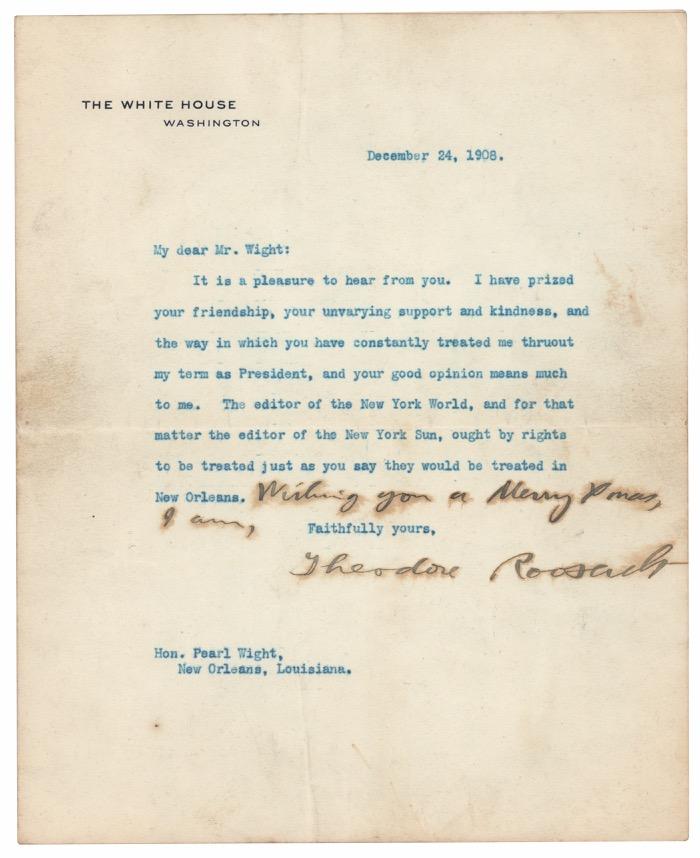 THE WHITE HOUSE
WASHINGTON
December 24, 1908.
My dear Mr. Wight:
It is a pleasure to hear from you. I have prized
your friendship, your unvarying support and kindness, and
the way in which you have constantly treated me thruout
my term as President, and your good opinion means much
to me. The editor of the New York World, and for that
matter the editor of the New York Sun, ought by rights
to be treated just as you say they would be treated in
New Orleans. Wishing you a Merry Xmas,
I am,
Faithfully yours,
Theodore Roosevelt
Hon. Pearl Wight,
New Orleans, Louisiana.